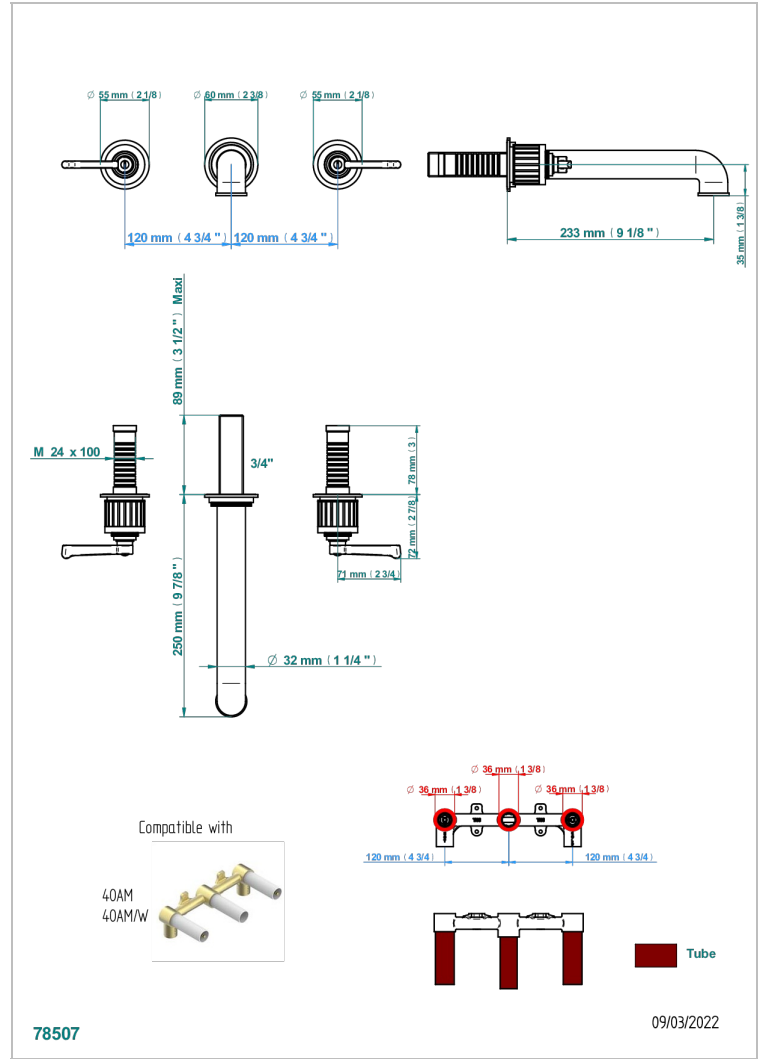 ∅ 55 mm ( 2 1/8 )
∅ 60 mm ( 2 3/8 )
∅ 55 mm ( 2 1/8 )
120 mm ( 4 3/4 " )
120 mm ( 4 3/4 " )
233 mm ( 9 1/8 " )
35 mm ( 1 3/8 )
89 mm ( 3 1/2 " ) Maxi
M 24 x 100
3/4"
78 mm ( 3 )
72 mm ( 2 7/8 )
71 mm ( 2 3/4 )
250 mm ( 9 7/8 " )
∅ 32 mm ( 1 1/4 " )
∅ 36 mm ( 1 3/8 )
∅ 36 mm ( 1 3/8 )
∅ 36 mm ( 1 3/8 )
120 mm ( 4 3/4 )
120 mm ( 4 3/4 )
Compatible with
40AM
40AM/W
Tube
78507
09/03/2022